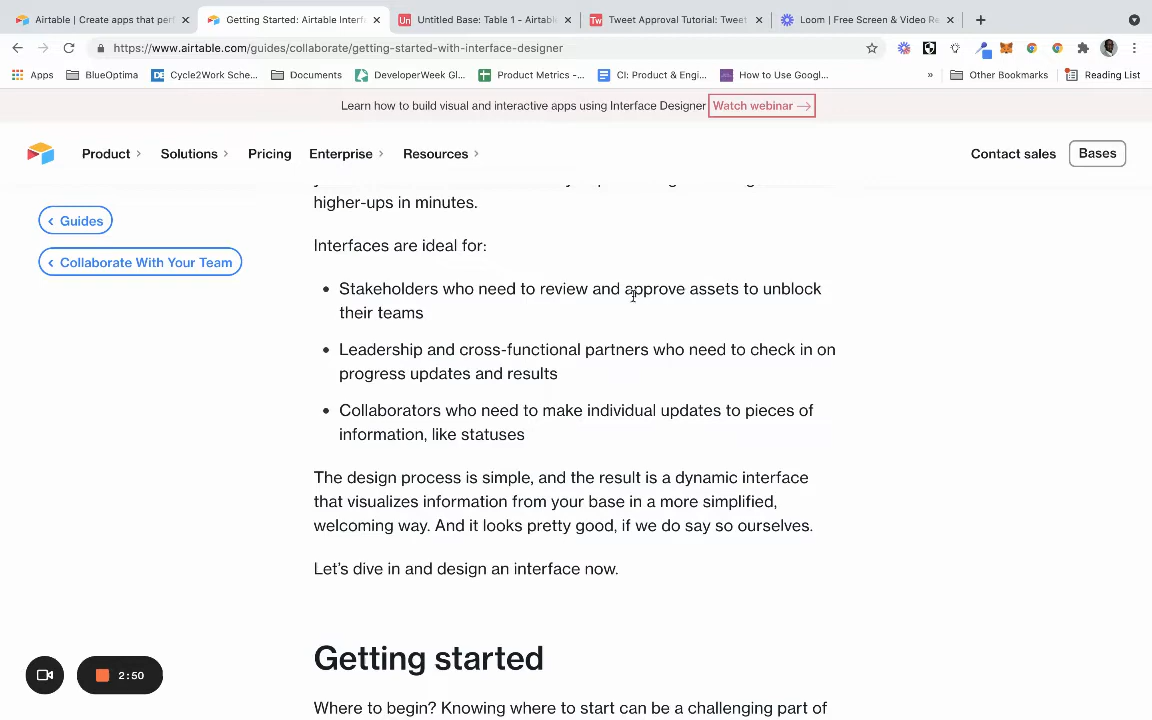 Airtable | Create apps that perf
Getting Started: Airtable Interf
Untitled Base: Table 1 - Airtable
Tweet Approval Tutorial: Tweet
Loom | Free Screen & Video Re
https://www.airtable.com/guides/collaborate/getting-started-with-interface-designer
Apps
BlueOptima
Cycle2Work Sche...
Documents
DeveloperWeek Gl...
Product Metrics -...
CI: Product & Engi...
How to Use Googl...
»
Other Bookmarks
Reading List
Learn how to build visual and interactive apps using Interface Designer Watch webinar →
Product
Solutions
Pricing
Enterprise
Resources
Contact sales
Bases
Guides
Collaborate With Your Team
higher-ups in minutes.
Interfaces are ideal for:
• Stakeholders who need to review and approve assets to unblock
their teams
• Leadership and cross-functional partners who need to check in on
progress updates and results
• Collaborators who need to make individual updates to pieces of
information, like statuses
The design process is simple, and the result is a dynamic interface
that visualizes information from your base in a more simplified,
welcoming way. And it looks pretty good, if we do say so ourselves.
Let's dive in and design an interface now.
Getting started
Where to begin? Knowing where to start can be a challenging part of
2:50